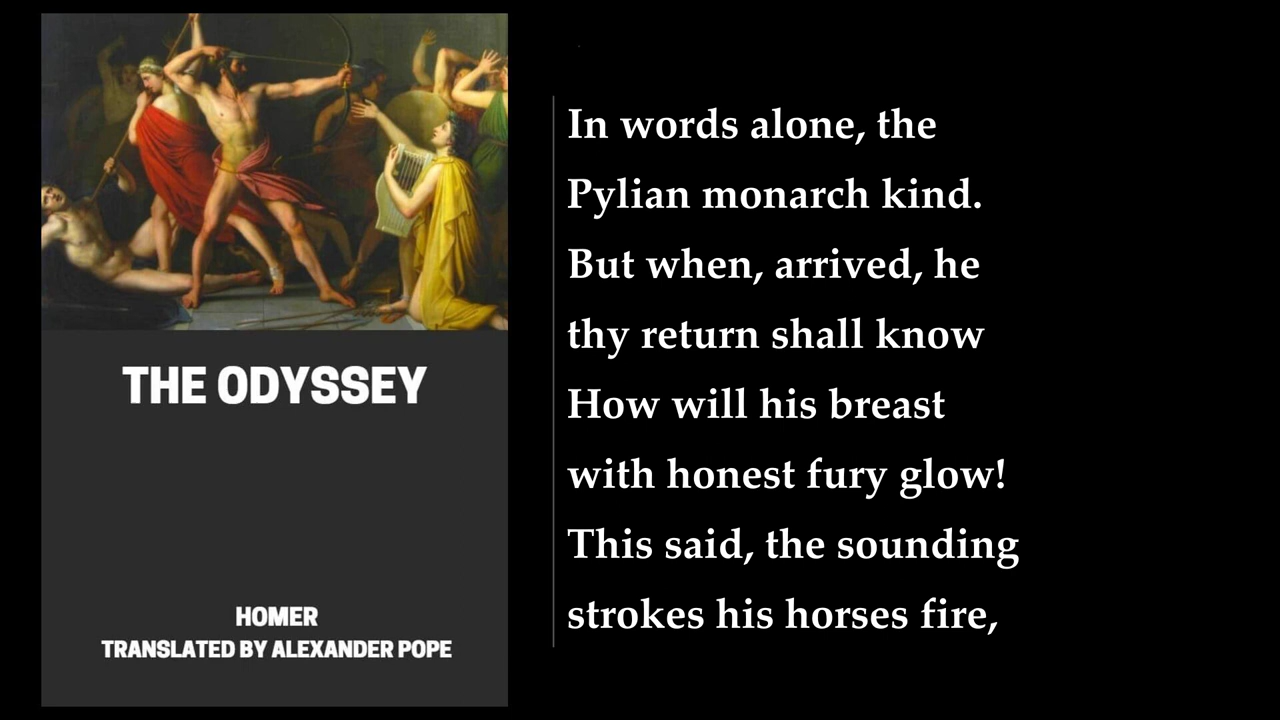 THE ODYSSEY
HOMER
TRANSLATED BY ALEXANDER POPE
In words alone, the
Pylian monarch kind.
But when, arrived, he
thy return shall know
How will his breast
with honest fury glow!
This said, the sounding
strokes his horses fire,